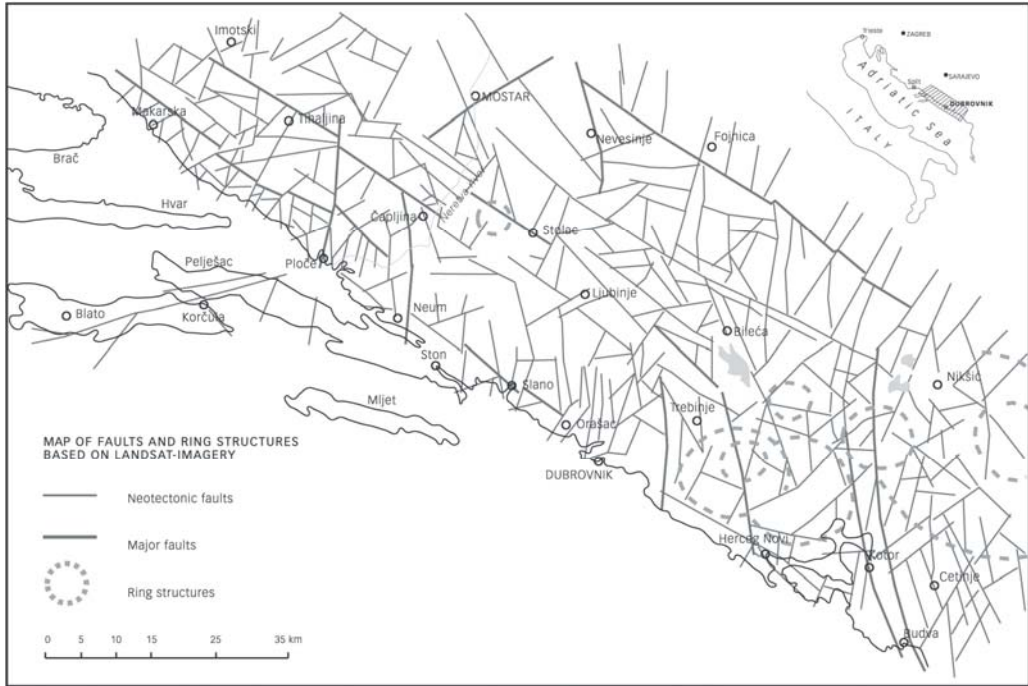 Imotski
Trieste
ZAGREB
Split
SARAJEVO
DUBROVNIK
Adriatic Sea
ITALY
MOSTAR
Makarska
Tihaljina
Nevesinje
Fojnica
Brač
Hvar
Neretva river
Čapljina
Stolac
Pelješac
Ploče
Ljubinje
Blato
Korčula
Neum
Bileća
Ston
Slano
Nikšić
Mljet
Trebinje
Orašac
MAP OF FAULTS AND RING STRUCTURES
BASED ON LANDSAT-IMAGERY
DUBROVNIK
Neotectonic faults
Major faults
Herceg Novi
Kotor
Cetinje
Ring structures
Budva
0 5 10 15 25 35 km